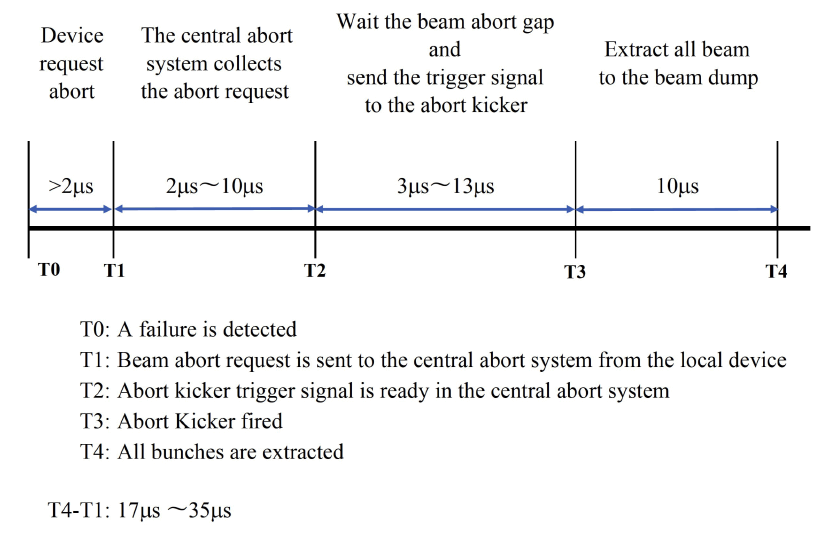 Device
request
abort
The central abort
system collects
the abort request
Wait the beam abort gap
and
send the trigger signal
to the abort kicker
Extract all beam
to the beam dump
>2μs
2μs～10μs
3μs～13μs
10μs
T0
T1
T2
T3
T4
T0: A failure is detected
T1: Beam abort request is sent to the central abort system from the local device
T2: Abort kicker trigger signal is ready in the central abort system
T3: Abort Kicker fired
T4: All bunches are extracted
T4-T1: 17μs ～35μs